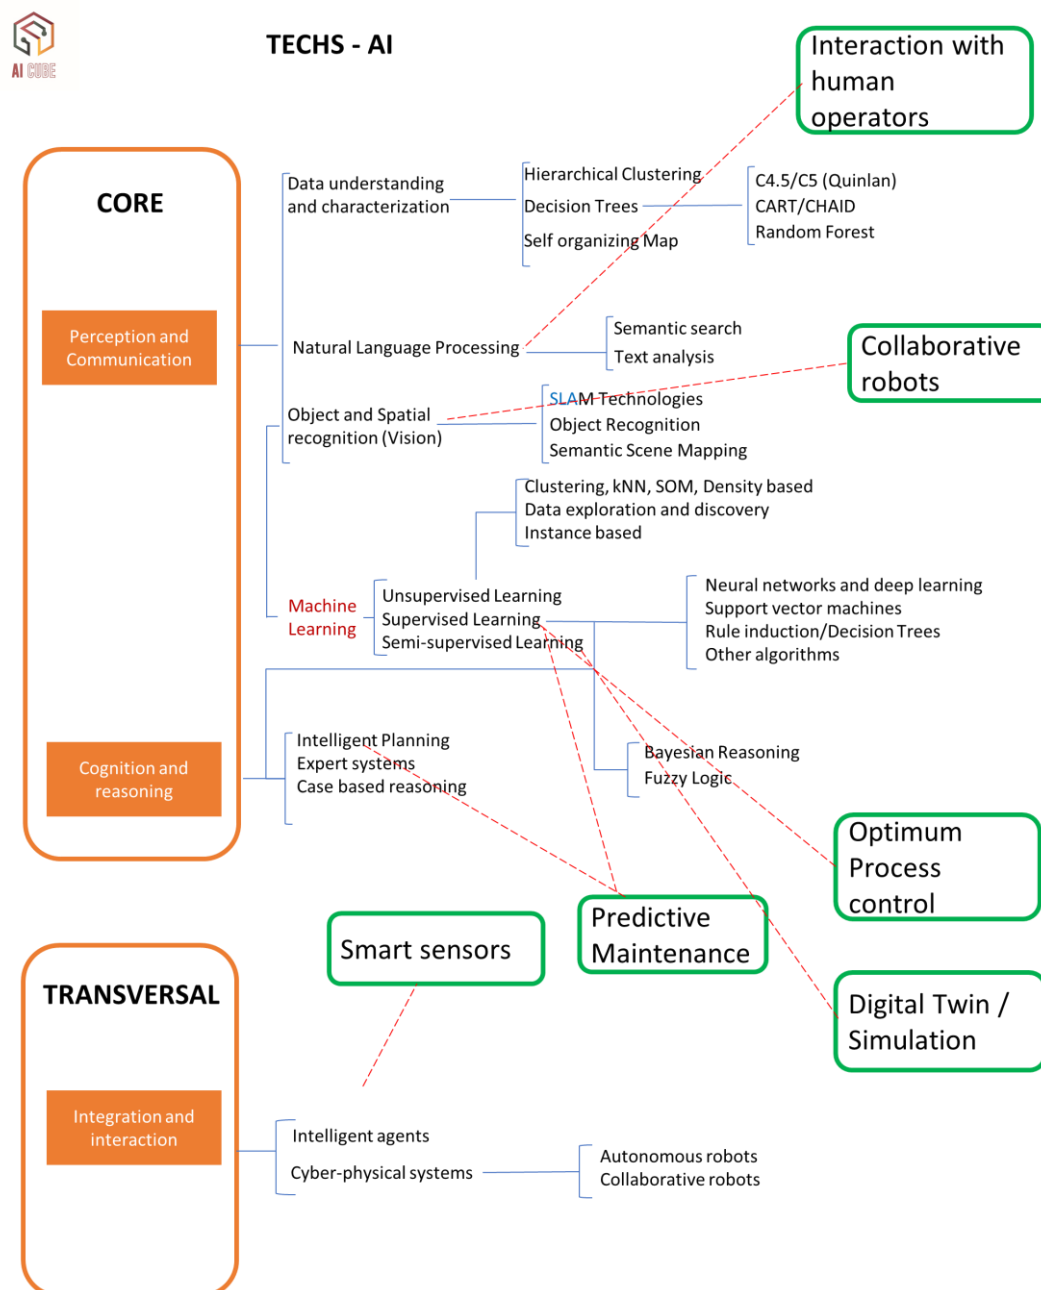 AI CUBE
TECHS - AI
Interaction with
human
operators
CORE
Data understanding
and characterization
Hierarchical Clustering
Decision Trees
Self organizing Map
C4.5/C5 (Quinlan)
CART/CHAID
Random Forest
Perception and
Communication
Natural Language Processing
Semantic search
Text analysis
Collaborative
robots
Object and Spatial
recognition (Vision)
SLAM Technologies
Object Recognition
Semantic Scene Mapping
Clustering, kNN, SOM, Density based
Data exploration and discovery
Instance based
Machine
Learning
Unsupervised Learning
Supervised Learning
Semi-supervised Learning
Neural networks and deep learning
Support vector machines
Rule induction/Decision Trees
Other algorithms
Cognition and
reasoning
Intelligent Planning
Expert systems
Case based reasoning
Bayesian Reasoning
Fuzzy Logic
Optimum
Process
control
Smart sensors
Predictive
Maintenance
TRANSVERSAL
Digital Twin /
Simulation
Integration and
interaction
Intelligent agents
Cyber-physical systems
Autonomous robots
Collaborative robots